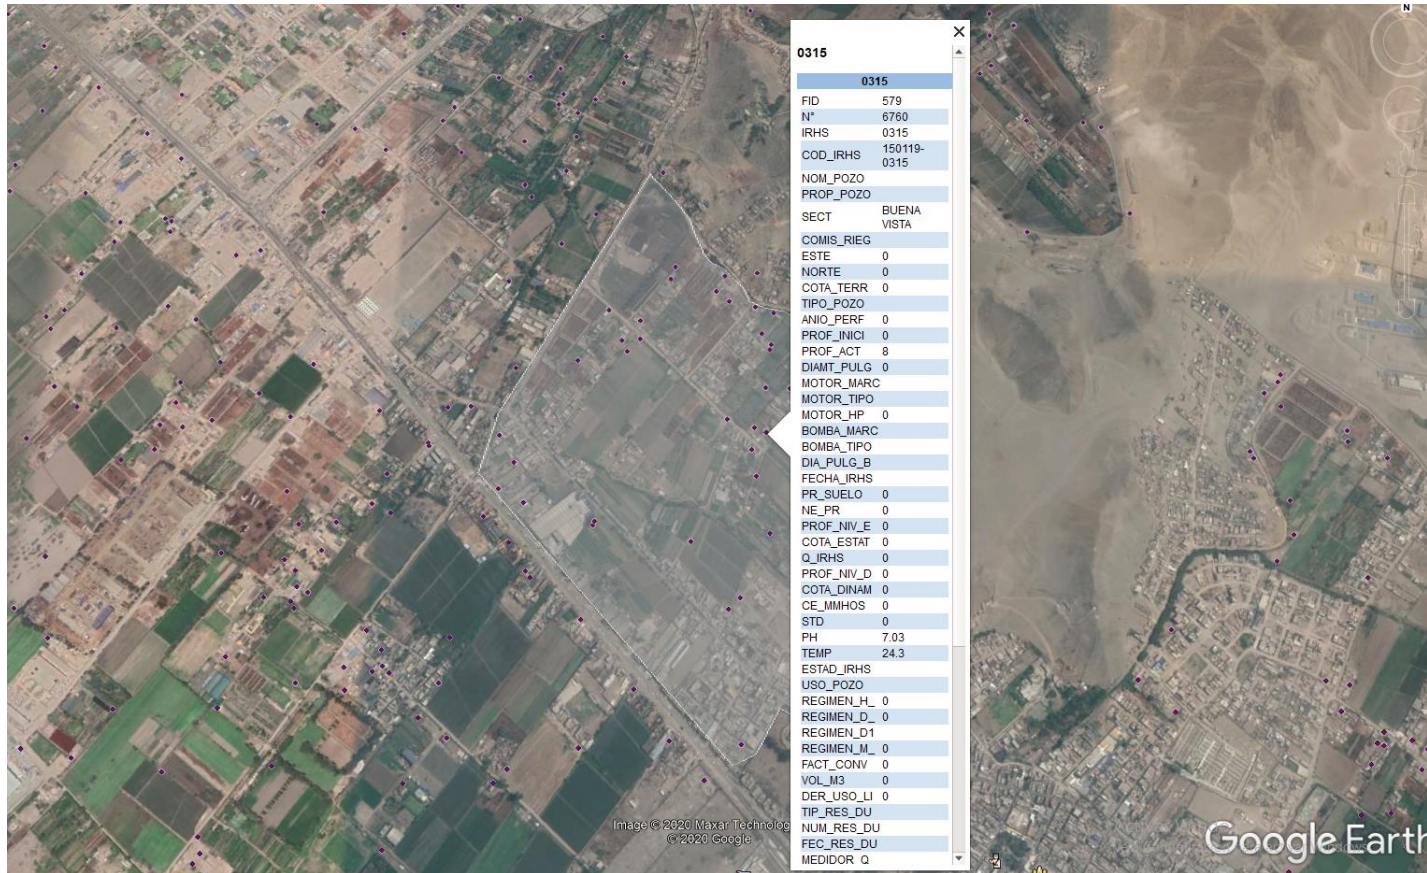 N
0315
0315
FID 579
N° 6760
IRHS 0315
COD_IRHS 150119-
0315
NOM_POZO
PROP_POZO
SECT BUENA
VISTA
COMIS_RIEG
ESTE 0
NORTE 0
COTA_TERR 0
TIPO_POZO
ANIO_PERF 0
PROF_INICI 0
PROF_ACT 8
DIAMT_PULG 0
MOTOR_MARC
MOTOR_TIPO
MOTOR_HP 0
BOMBA_MARC
BOMBA_TIPO
DIA_PULG_B
FECHA_IRHS
PR_SUELO 0
NE_PR 0
PROF_NIV_E 0
COTA_ESTAT 0
Q_IRHS 0
PROF_NIV_D 0
COTA_DINAM 0
CE_MMHOS 0
STD 0
PH 7.03
TEMP 24.3
ESTAD_IRHS
USO_POZO
REGIMEN_H_ 0
REGIMEN_D_ 0
REGIMEN_D1
REGIMEN_M_ 0
FACT_CONV 0
VOL_M3 0
DER_USO_LI 0
TIP_RES_DU
NUM_RES_DU
FEC_RES_DU
MEDIDOR_Q
Image © 2020 Maxar Technolog
© 2020 Google
Google Earth